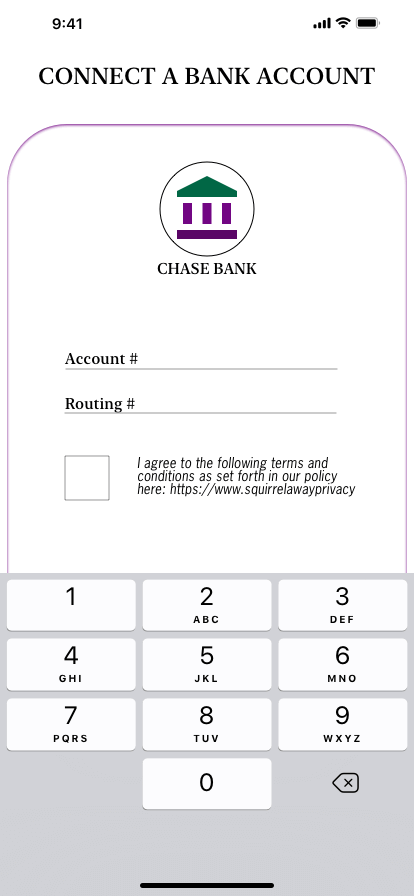 9:41
CONNECT A BANK ACCOUNT
CHASE BANK
Account #
Routing #
I agree to the following terms and
conditions as set forth in our policy
here: https://www.squirrelawayprivacy
1
2
ABC
3
DEF
4
GHI
5
JKL
6
MNO
7
PQRS
8
TUV
9
WXYZ
0